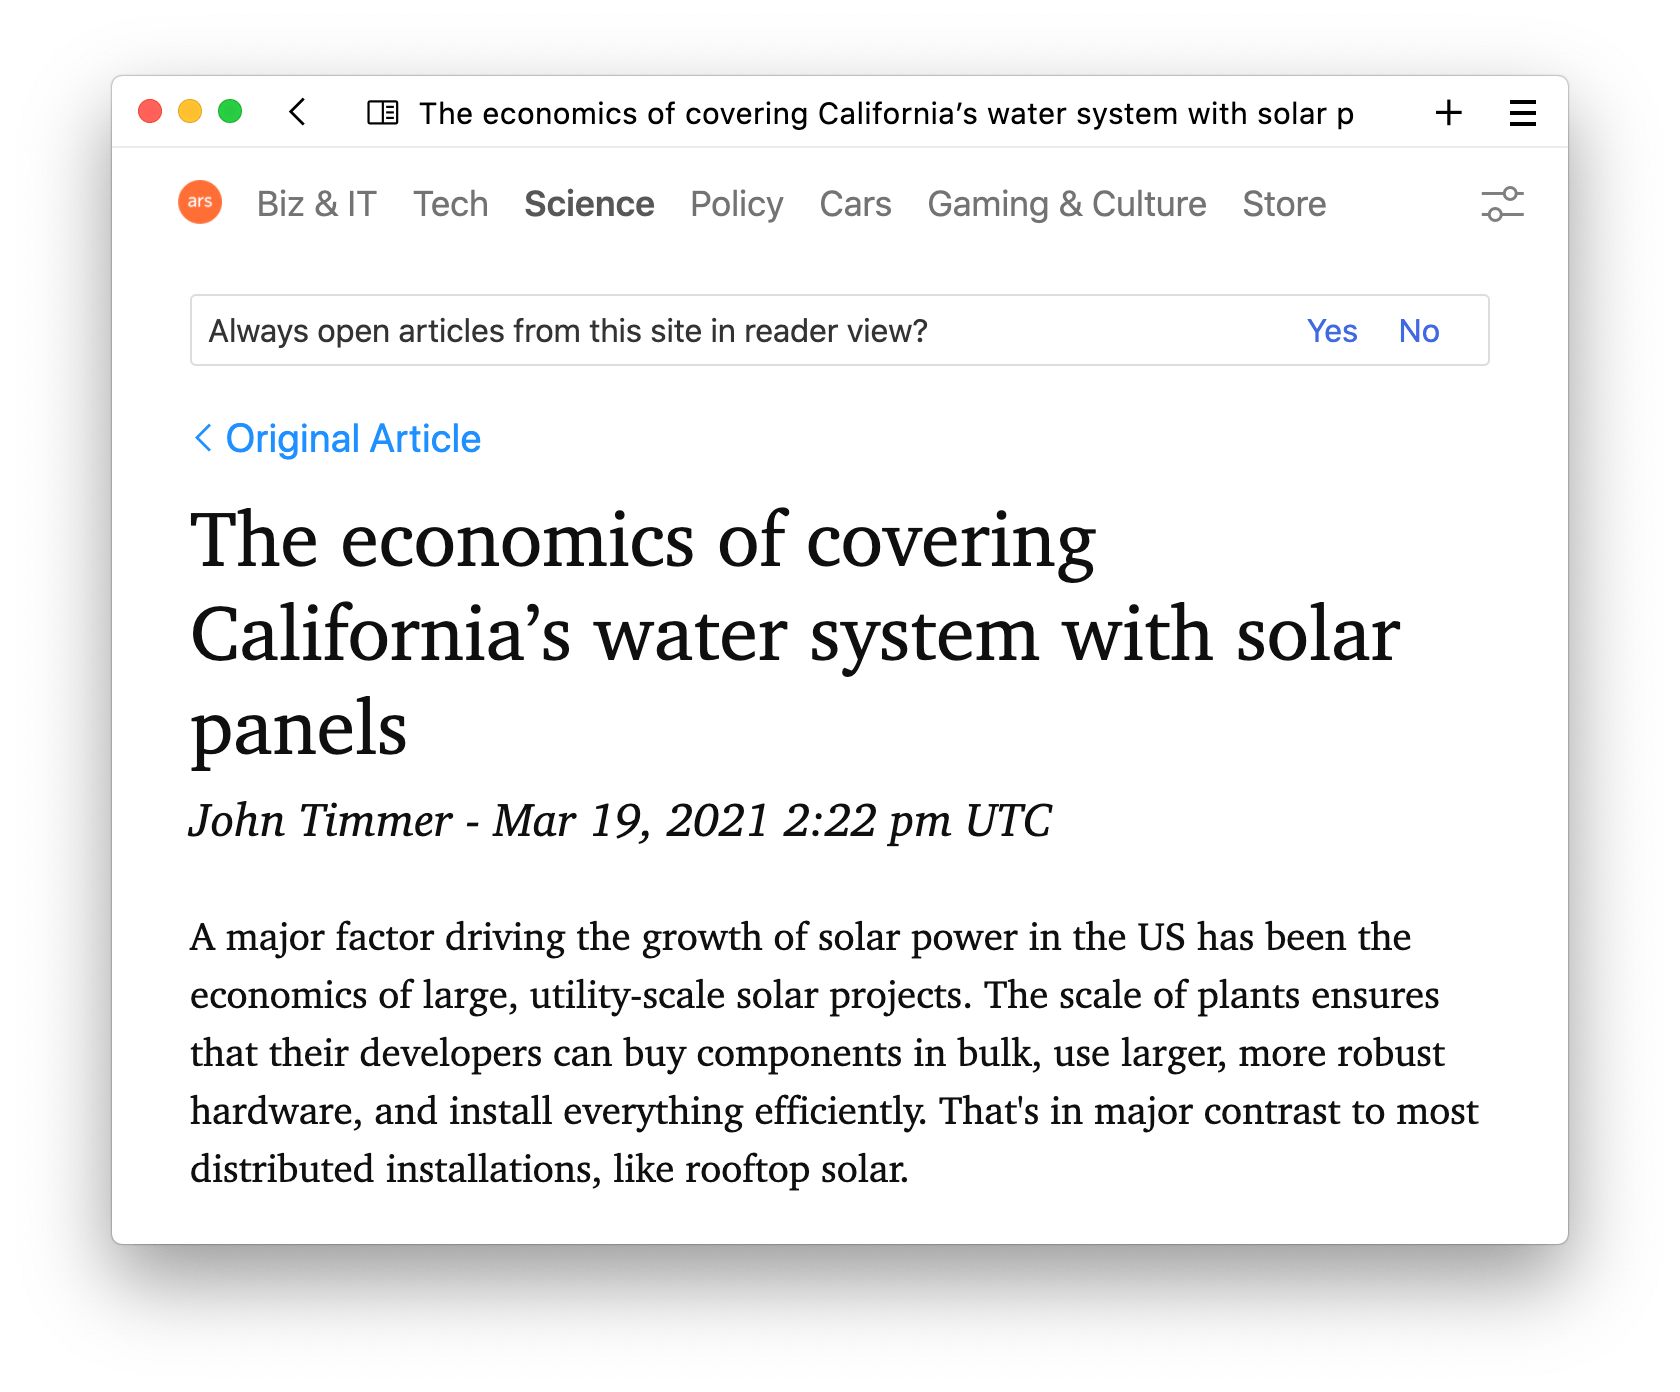 The economics of covering California’s water system with solar p
ars Biz & IT Tech Science Policy Cars Gaming & Culture Store
Always open articles from this site in reader view? Yes No
Original Article
The economics of covering
California’s water system with solar
panels
John Timmer - Mar 19, 2021 2:22 pm UTC
A major factor driving the growth of solar power in the US has been the
economics of large, utility-scale solar projects. The scale of plants ensures
that their developers can buy components in bulk, use larger, more robust
hardware, and install everything efficiently. That's in major contrast to most
distributed installations, like rooftop solar.